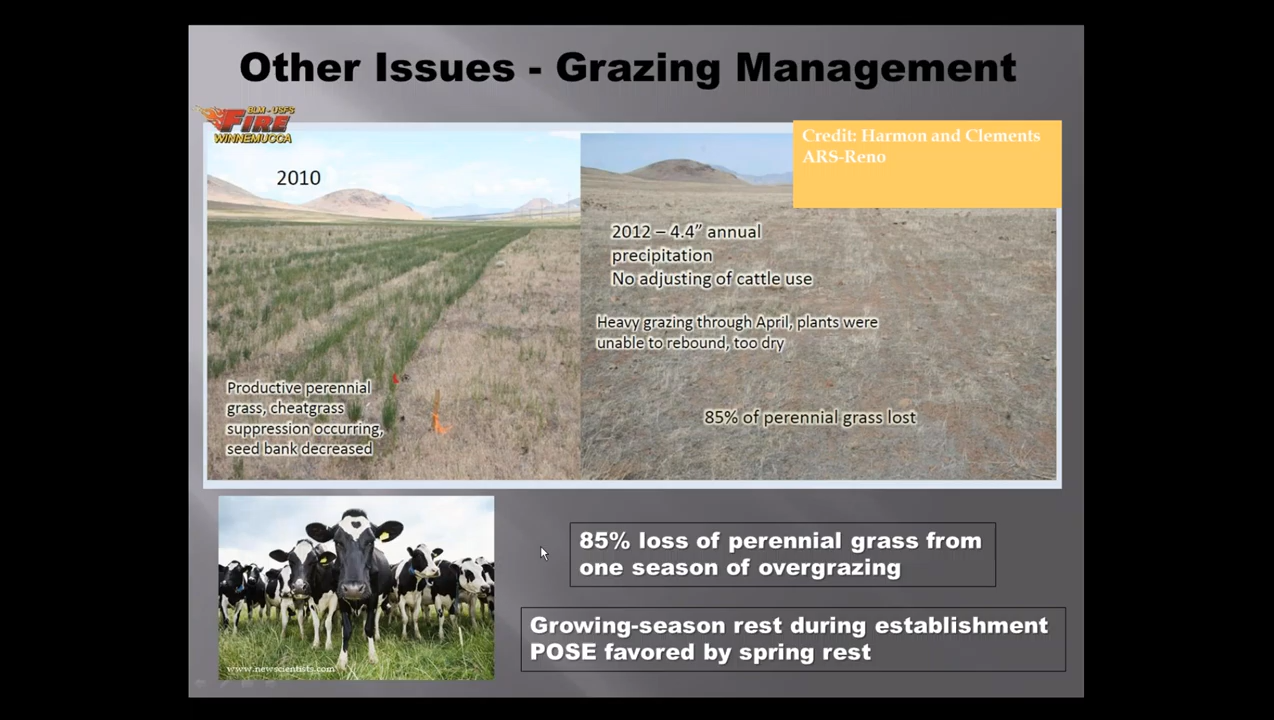 Other Issues - Grazing Management
BLM - USFS
FIRE
WINNEMUCCA
Credit: Harmon and Clements
ARS-Reno
2010
2012 – 4.4” annual
precipitation
No adjusting of cattle use
Heavy grazing through April, plants were
unable to rebound, too dry
Productive perennial
grass, cheatgrass
suppression occurring,
seed bank decreased
85% of perennial grass lost
85% loss of perennial grass from
one season of overgrazing
Growing-season rest during establishment
POSE favored by spring rest
www.newscientists.com